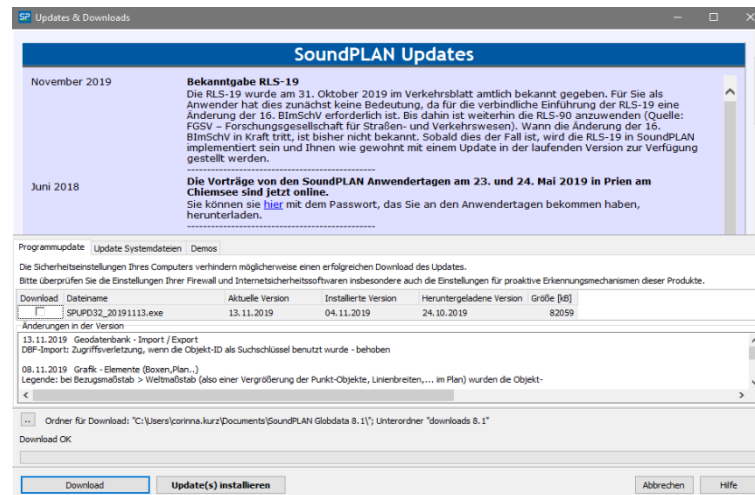 SP Updates & Downloads
SoundPLAN Updates
November 2019
Bekanntgabe RLS-19
Die RLS-19 wurde am 31. Oktober 2019 im Verkehrsblatt amtlich bekannt gegeben. Für Sie als
Anwender hat dies zunächst keine Bedeutung, da für die verbindliche Einführung der RLS-19 eine
Änderung der 16. BImSchV erforderlich ist. Bis dahin ist weiterhin die RLS-90 anzuwenden (Quelle:
FGSV – Forschungsgesellschaft für Straßen- und Verkehrswesen). Wann die Änderung der 16.
BImSchV in Kraft tritt, ist bisher nicht bekannt. Sobald dies der Fall ist, wird die RLS-19 in SoundPLAN
implementiert sein und Ihnen wie gewohnt mit einem Update in der laufenden Version zur Verfügung
gestellt werden.
------------------------------------------------
Juni 2018
Die Vorträge von den SoundPLAN Anwendertagen am 23. und 24. Mai 2019 in Prien am
Chiemsee sind jetzt online.
Sie können sie hier mit dem Passwort, das Sie an den Anwendertagen bekommen haben,
herunterladen.
------------------------------------------------
Programmupdate Update Systemdateien Demos
Die Sicherheitseinstellungen Ihres Computers verhindern möglicherweise einen erfolgreichen Download des Updates.
Bitte überprüfen Sie die Einstellungen Ihrer Firewall und Internetsicherheitssoftwaren insbesondere auch die Einstellungen für proaktive Erkennungsmechanismen dieser Produkte.
Download Dateiname Aktuelle Version Installierte Version Heruntergeladene Version Größe [kB]
SPUPD32_20191113.exe 13.11.2019 04.11.2019 24.10.2019 82059
Änderungen in der Version
13.11.2019 Geodatenbank - Import / Export
DBF-Import: Zugriffsverletzung, wenn die Objekt-ID als Suchschlüssel benutzt wurde - behoben
08.11.2019 Grafik - Elemente (Boxen,Plan..)
Legende: bei Bezugsmaßstab > Weltmaßstab (also einer Vergrößerung der Punkt-Objekte, Linienbreiten,... im Plan) wurden die Objekt-
.. Ordner für Download: "C:\Users\corinna.kurz\Documents\SoundPLAN Globdata 8.1\"; Unterordner "downloads 8.1"
Download OK
Download Update(s) installieren Abbrechen Hilfe